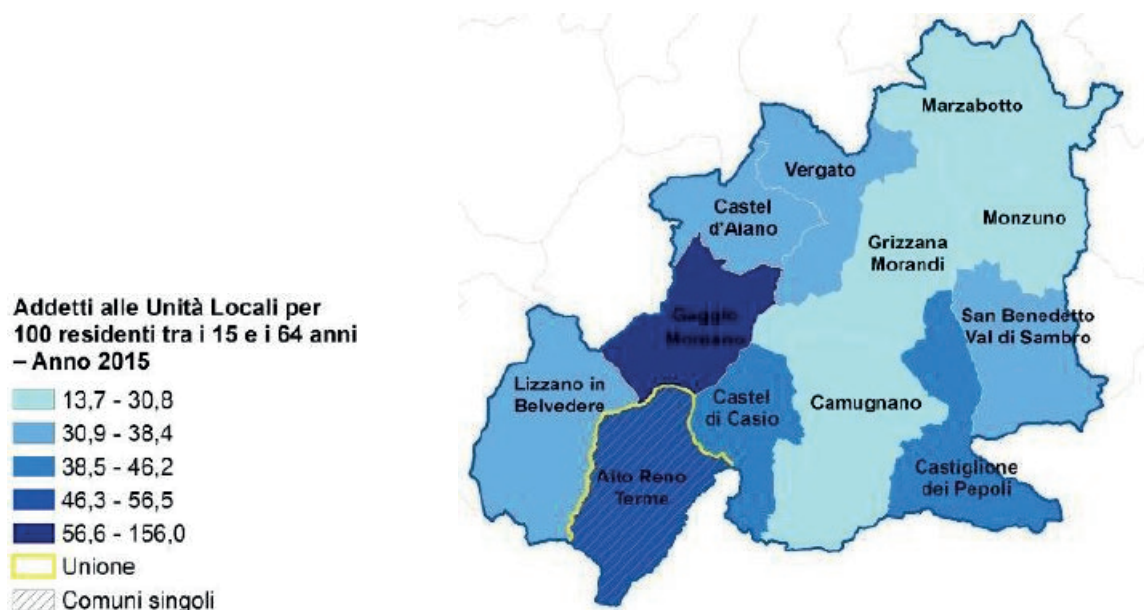 Marzabotto
Vergato
Castel
d'Aiano
Monzuno
Grizzana
Morandi
Gaggio
Montano
San Benedetto
Val di Sambro
Lizzano in
Belvedere
Castel
di Casio
Camugnano
Alto Reno
Terme
Castiglione
dei Pepoli
Addetti alle Unità Locali per
100 residenti tra i 15 e i 64 anni
– Anno 2015
13,7 - 30,8
30,9 - 38,4
38,5 - 46,2
46,3 - 56,5
56,6 - 156,0
Unione
Comuni singoli